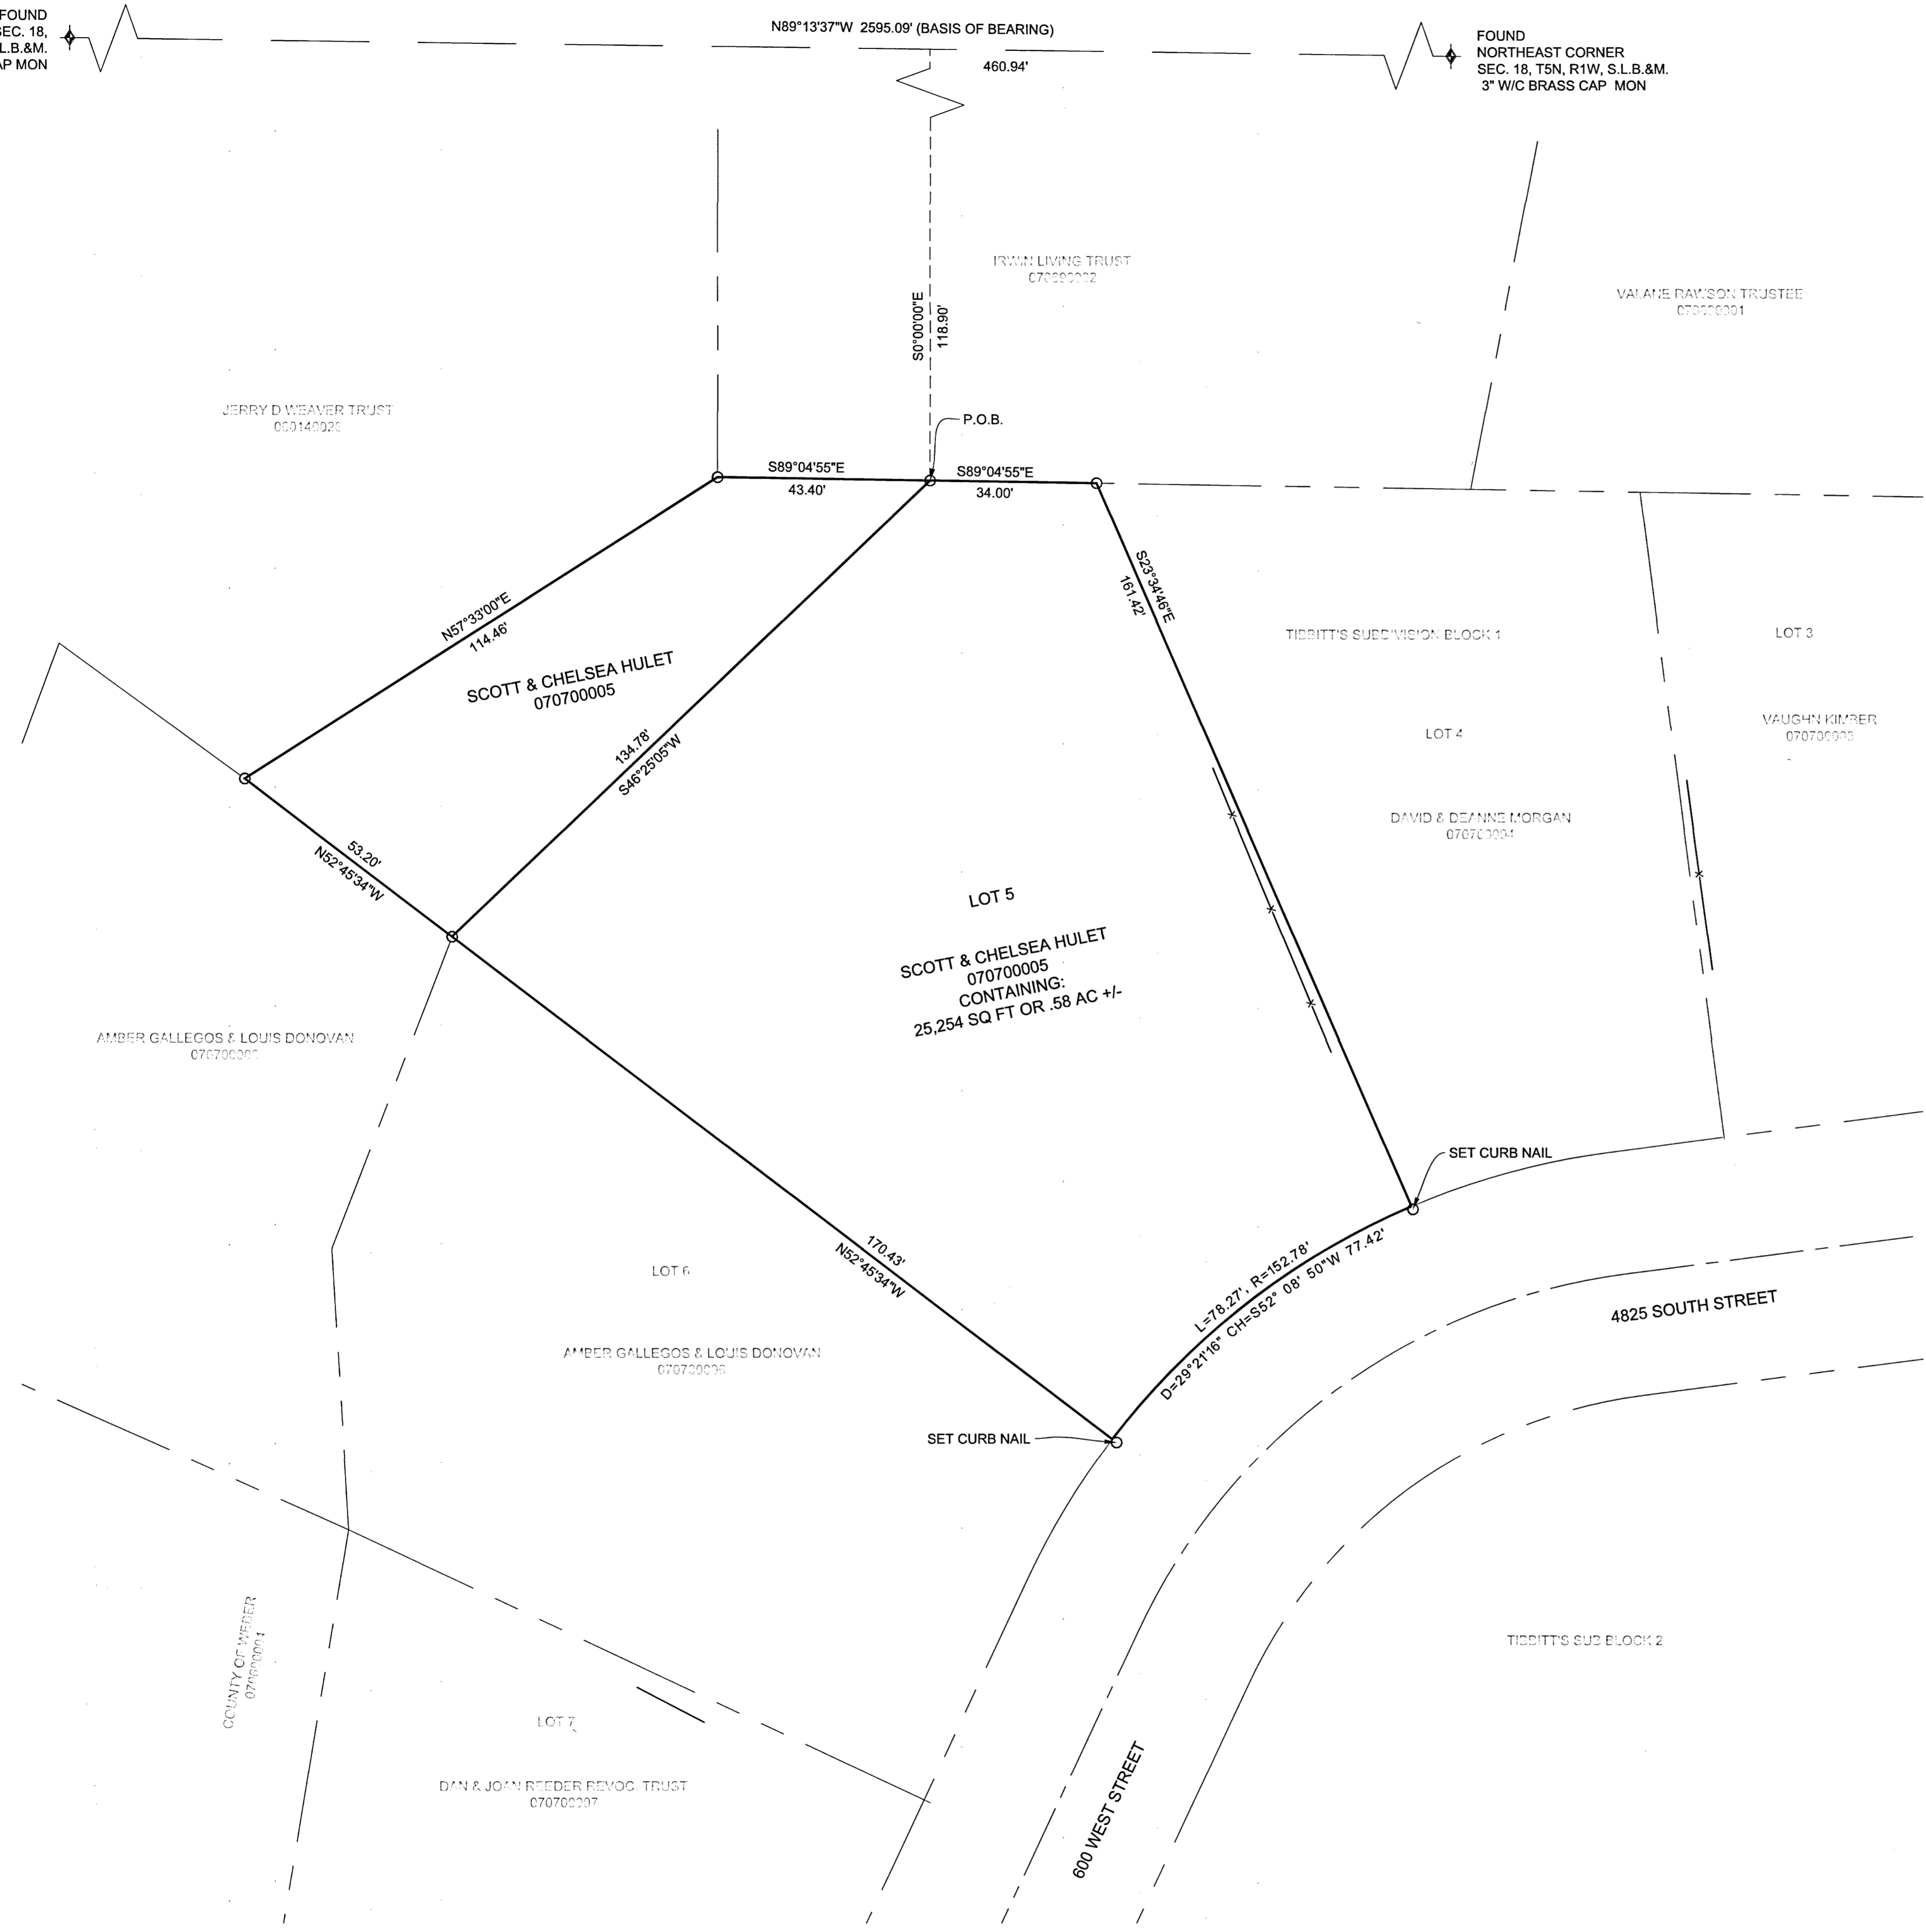 FOUND
SEC. 18,
L.B.&M.
AP MON
N89°13'37"W 2595.09' (BASIS OF BEARING)
460.94'
FOUND
NORTHEAST CORNER
SEC. 18, T5N, R1W, S.L.B.&M.
3" W/C BRASS CAP MON
IRWIN LIVING TRUST
VALANE RAWSON TRUSTEE
S0°00'00"E
118.90'
JERRY D WEAVER TRUST
P.O.B.
S89°04'55"E
43.40'
S89°04'55"E
34.00'
S23°34'46"E
161.42'
N57°33'00"E
114.46'
SCOTT & CHELSEA HULET
070700005
134.78'
S46°25'05"W
TIBBITT'S SUBDIVISION BLOCK 1
LOT 3
LOT 4
VAUGHN KIMBER
070700003
DAVID & DEANNE MORGAN
070700004
53.20'
N52°45'34"W
LOT 5
SCOTT & CHELSEA HULET
070700005
CONTAINING:
25,254 SQ FT OR .58 AC +/-
AMBER GALLEGOS & LOUIS DONOVAN
SET CURB NAIL
170.43'
N52°45'34"W
L=78.27', R=152.78'
D=29°21'16" CH=S52° 08' 50"W 77.42'
LOT 6
AMBER GALLEGOS & LOUIS DONOVAN
070700006
4825 SOUTH STREET
SET CURB NAIL
COUNTY OF WEBER
TIBBITT'S SUB BLOCK 2
LOT 7
DAN & JOAN REEDER REVOC. TRUST
070700007
600 WEST STREET